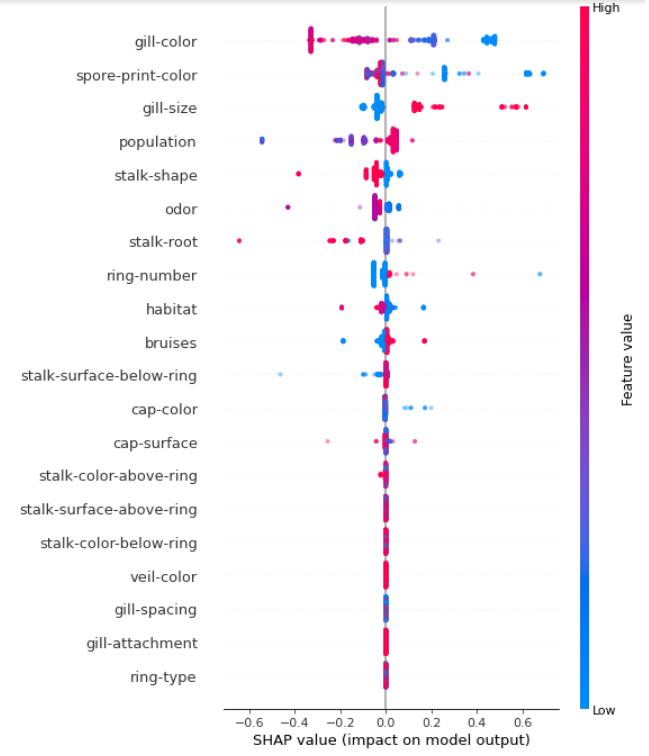 High
gill-color
spore-print-color
gill-size
population
stalk-shape
odor
stalk-root
ring-number
habitat
bruises
stalk-surface-below-ring
cap-color
cap-surface
stalk-color-above-ring
stalk-surface-above-ring
stalk-color-below-ring
veil-color
gill-spacing
gill-attachment
ring-type
Feature value
Low
−0.6 −0.4 −0.2 0.0 0.2 0.4 0.6
SHAP value (impact on model output)